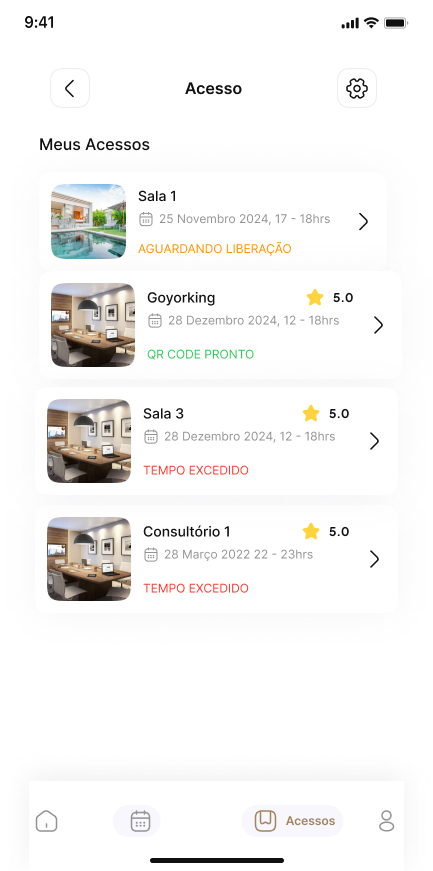 9:41
Acesso
Meus Acessos
Sala 1
25 Novembro 2024, 17 - 18hrs
AGUARDANDO LIBERAÇÃO
Goyorking
5.0
28 Dezembro 2024, 12 - 18hrs
QR CODE PRONTO
Sala 3
5.0
28 Dezembro 2024, 12 - 18hrs
TEMPO EXCEDIDO
Consultório 1
5.0
28 Março 2022 22 - 23hrs
TEMPO EXCEDIDO
Acessos